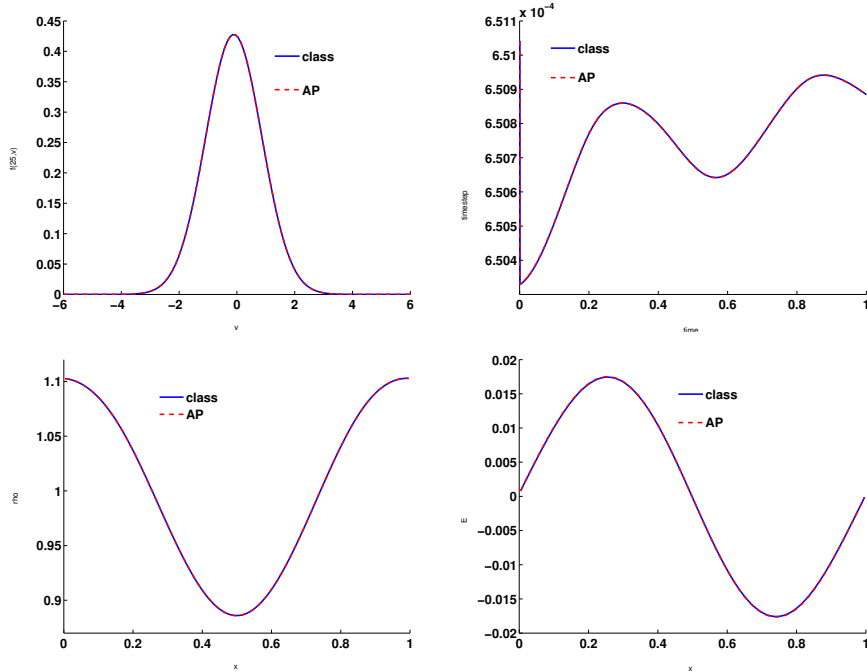 0.45
0.4
0.35
0.3
0.25
0.2
0.15
0.1
0.05
0
f(25,v)
class
AP
−6 −4 −2 0 2 4 6
v
x 10⁻⁴
6.511
6.51
6.509
6.508
6.507
6.506
6.505
6.504
timestep
class
AP
0 0.2 0.4 0.6 0.8 1
time
1.1
1.05
1
0.95
0.9
rho
class
AP
0 0.2 0.4 0.6 0.8 1
x
0.02
0.015
0.01
0.005
0
−0.005
−0.01
−0.015
−0.02
E
class
AP
0 0.2 0.4 0.6 0.8 1
x